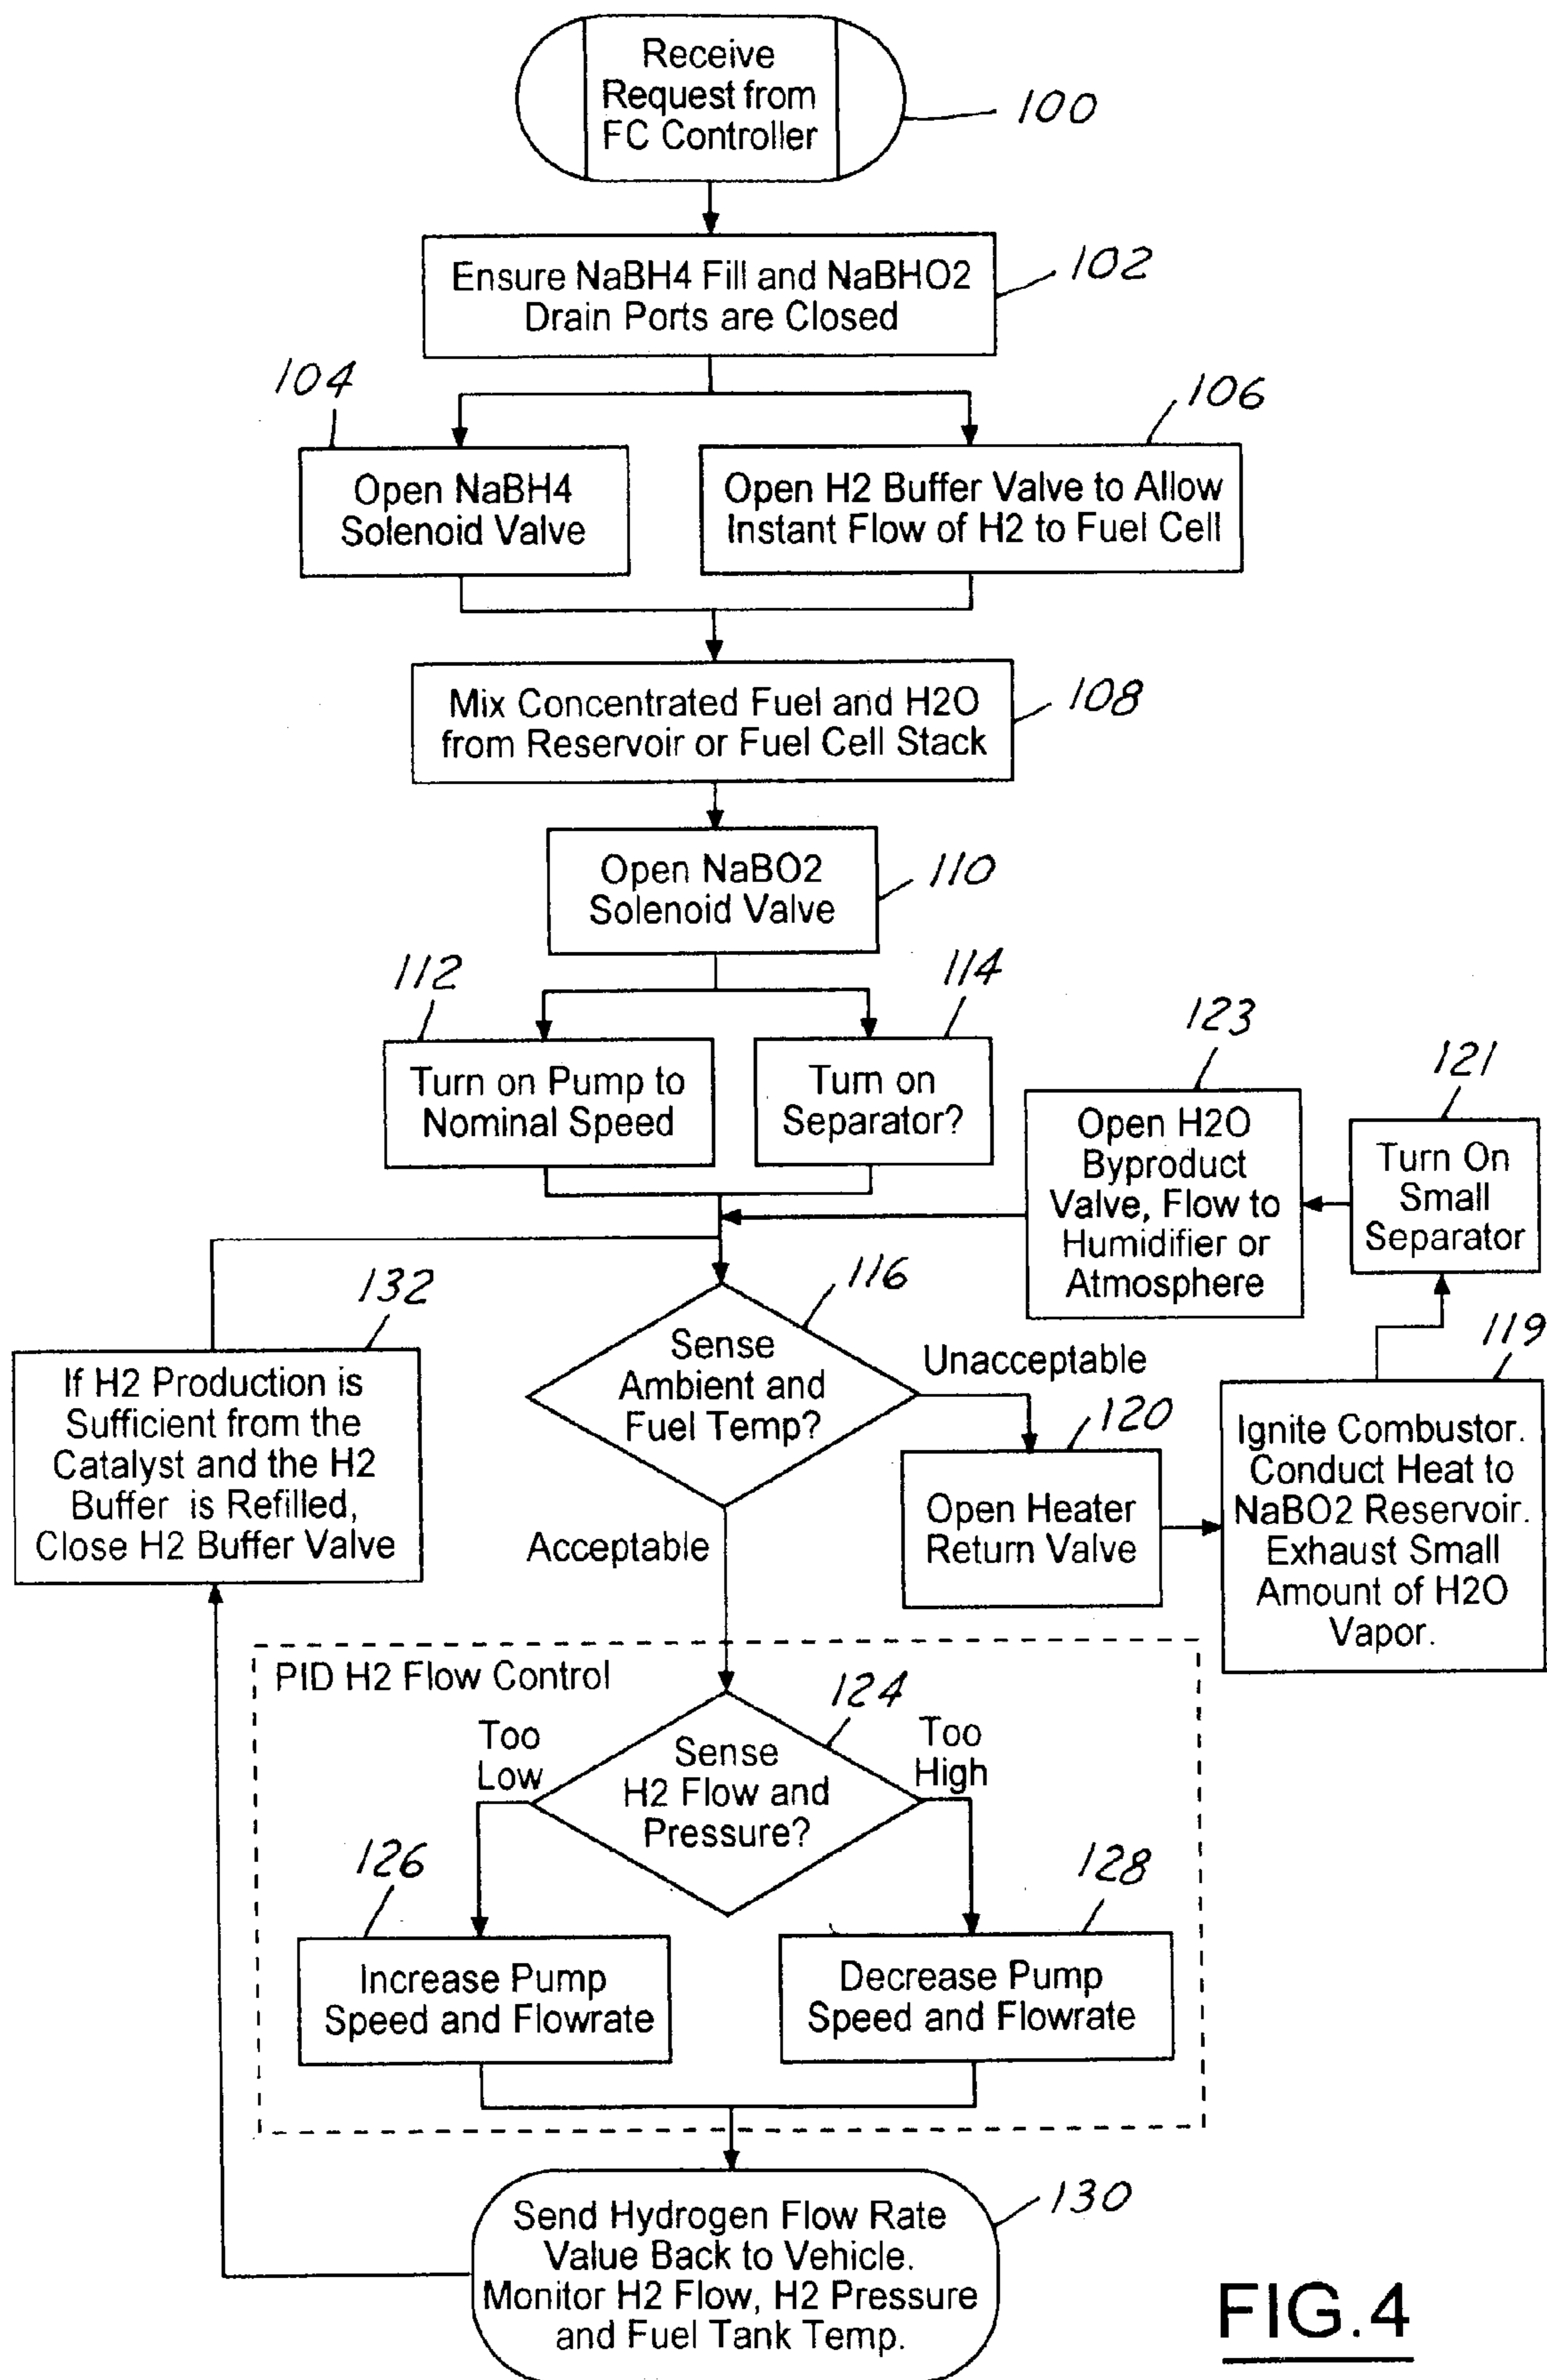 Receive
Request from
FC Controller
100
Ensure NaBH4 Fill and NaBHO2
Drain Ports are Closed
102
104
Open NaBH4
Solenoid Valve
106
Open H2 Buffer Valve to Allow
Instant Flow of H2 to Fuel Cell
Mix Concentrated Fuel and H2O
from Reservoir or Fuel Cell Stack
108
Open NaBO2
Solenoid Valve
110
112
Turn on Pump to
Nominal Speed
114
Turn on
Separator?
123
Open H2O
Byproduct
Valve, Flow to
Humidifier or
Atmosphere
121
Turn On
Small
Separator
116
Sense
Ambient and
Fuel Temp?
Unacceptable
Acceptable
132
If H2 Production is
Sufficient from the
Catalyst and the H2
Buffer is Refilled,
Close H2 Buffer Valve
120
Open Heater
Return Valve
119
Ignite Combustor.
Conduct Heat to
NaBO2 Reservoir.
Exhaust Small
Amount of H2O
Vapor.
PID H2 Flow Control
124
Too
Low
Sense
H2 Flow and
Pressure?
Too
High
126
Increase Pump
Speed and Flowrate
128
Decrease Pump
Speed and Flowrate
130
Send Hydrogen Flow Rate
Value Back to Vehicle.
Monitor H2 Flow, H2 Pressure
and Fuel Tank Temp.
FIG.4